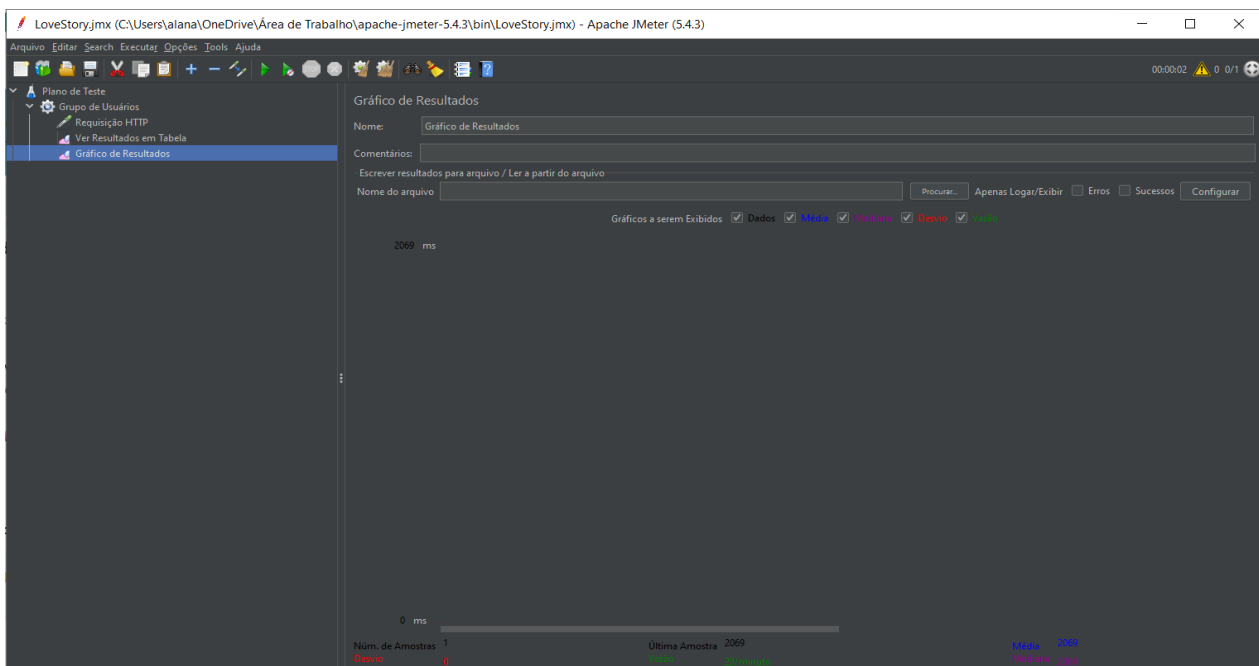 LoveStory.jmx (C:\Users\alana\OneDrive\Área de Trabalho\apache-jmeter-5.4.3\bin\LoveStory.jmx) - Apache JMeter (5.4.3)
Arquivo Editar Search Executar Opções Tools Ajuda
00:00:02 0 0/1
Plano de Teste
Grupo de Usuários
Requisição HTTP
Ver Resultados em Tabela
Gráfico de Resultados
Gráfico de Resultados
Nome: Gráfico de Resultados
Comentários:
Escrever resultados para arquivo / Ler a partir do arquivo
Nome do arquivo Procurar... Apenas Logar/Exibir Erros Sucessos Configurar
Gráficos a serem Exibidos Dados Média Mediana Desvio Vazão
2069 ms
0 ms
Núm. de Amostras 1 Última Amostra 2069 Média 2069
Desvio 0 Vazão